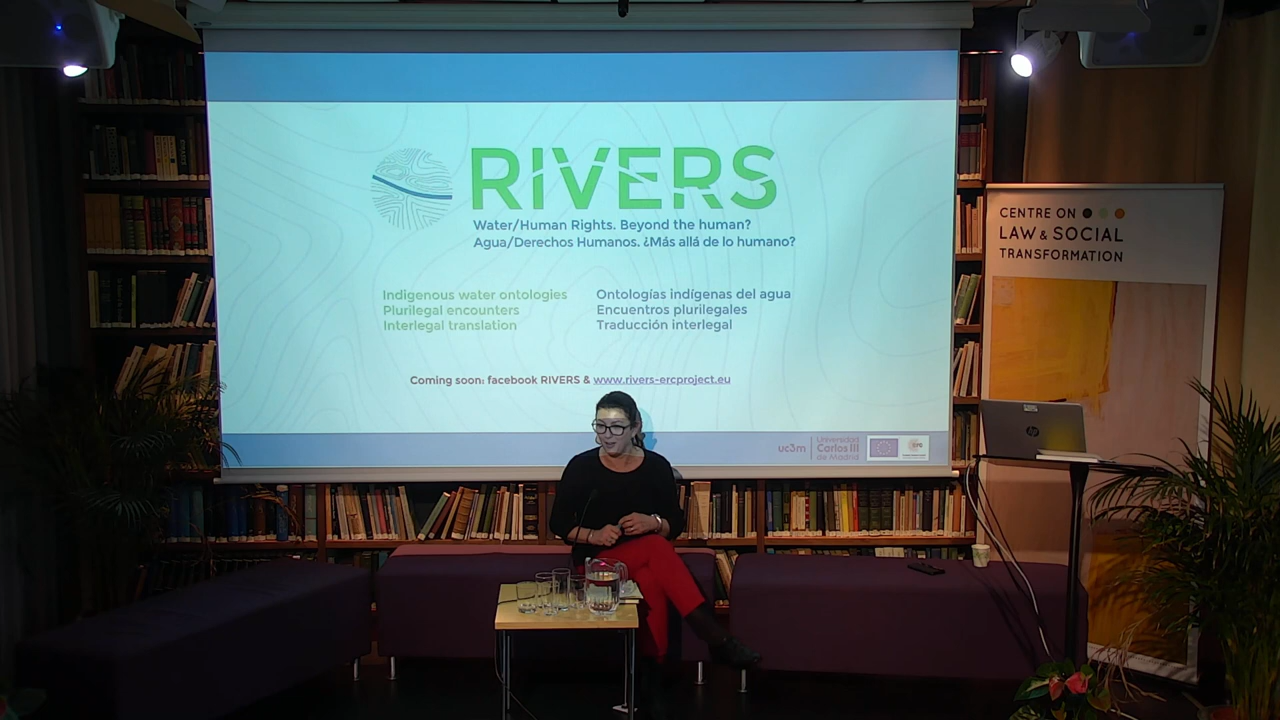 RIVERS
Water/Human Rights. Beyond the human?
Agua/Derechos Humanos. ¿Más allá de lo humano?
Indigenous water ontologies
Plurilegal encounters
Interlegal translation
Ontologías indígenas del agua
Encuentros plurilegales
Traducción interlegal
Coming soon: facebook RIVERS & www.rivers-ercproject.eu
uc3m
Universidad
Carlos III
de Madrid
CENTRE ON
LAW & SOCIAL
TRANSFORMATION
hp